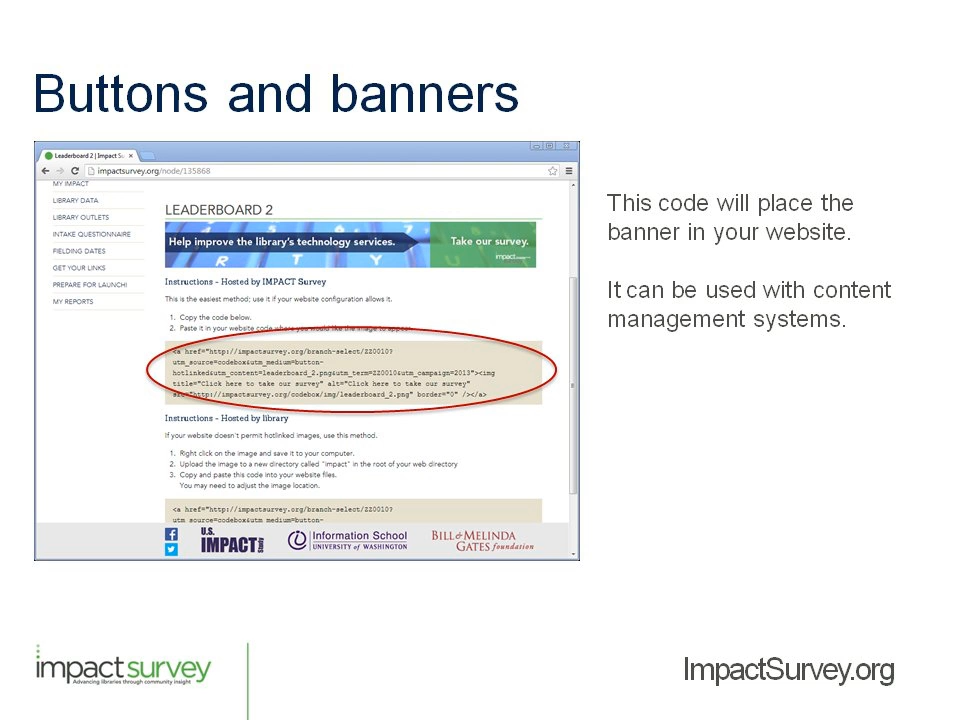 Buttons and banners
Leaderboard 2 | Impact Su
impactsurvey.org/node/135868
MY IMPACT
LIBRARY DATA
LIBRARY OUTLETS
INTAKE QUESTIONNAIRE
FIELDING DATES
GET YOUR LINKS
PREPARE FOR LAUNCH!
MY REPORTS
LEADERBOARD 2
Help improve the library's technology services.
Take our survey.
impact
R T Y U
Instructions - Hosted by IMPACT Survey
This is the easiest method; use it if your website configuration allows it.
1. Copy the code below.
2. Paste it in your website code where you would like the image to appear.
<a href="http://impactsurvey.org/branch-select/ZZ0010?
utm_source=codebox&utm_medium=button-
hotlinked&utm_content=leaderboard_2.png&utm_term=ZZ0010&utm_campaign=2013"><img
title="Click here to take our survey" alt="Click here to take our survey"
src="http://impactsurvey.org/codebox/img/leaderboard_2.png" border="0" /></a>
Instructions - Hosted by library
If your website doesn't permit hotlinked images, use this method.
1. Right click on the image and save it to your computer.
2. Upload the image to a new directory called "impact" in the root of your web directory
3. Copy and paste this code into your website files.
You may need to adjust the image location.
<a href="http://impactsurvey.org/branch-select/ZZ0010?
utm_source=codebox&utm_medium=button-
U.S.
IMPACT Study
Information School
UNIVERSITY OF WASHINGTON
BILL & MELINDA
GATES foundation
This code will place the
banner in your website.
It can be used with content
management systems.
impactsurvey
Advancing libraries through community insight
ImpactSurvey.org